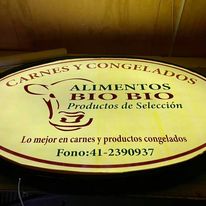 CARNES Y CONGELADOS
ALIMENTOS
BIO BIO
Productos de Selección
Lo mejor en carnes y productos congelados
Fono:41-2390937